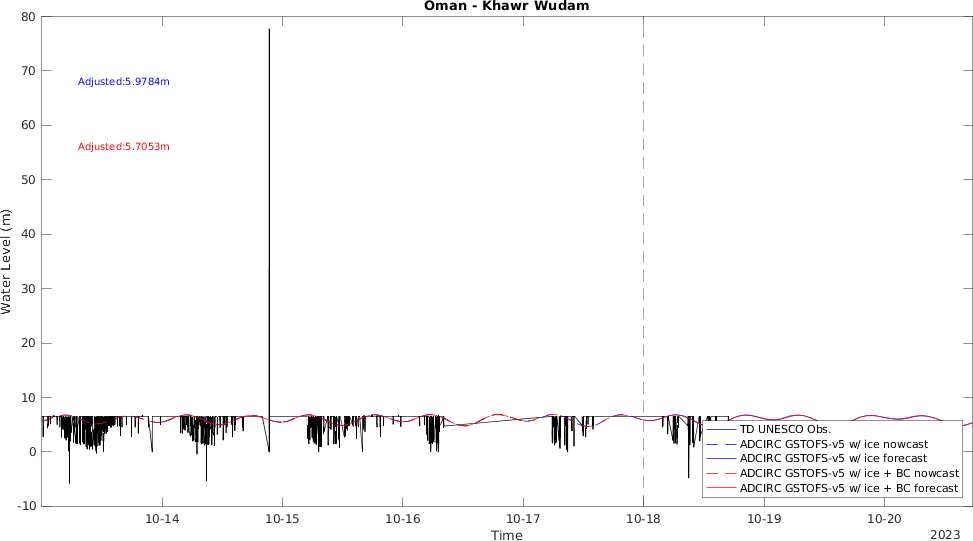 Oman - Khawr Wudam
80
70
60
50
40
30
20
10
0
-10
Water Level (m)
Adjusted:5.9784m
Adjusted:5.7053m
TD UNESCO Obs.
ADCIRC GSTOFS-v5 w/ ice nowcast
ADCIRC GSTOFS-v5 w/ ice forecast
ADCIRC GSTOFS-v5 w/ ice + BC nowcast
ADCIRC GSTOFS-v5 w/ ice + BC forecast
10-14 10-15 10-16 10-17 10-18 10-19 10-20
Time
2023